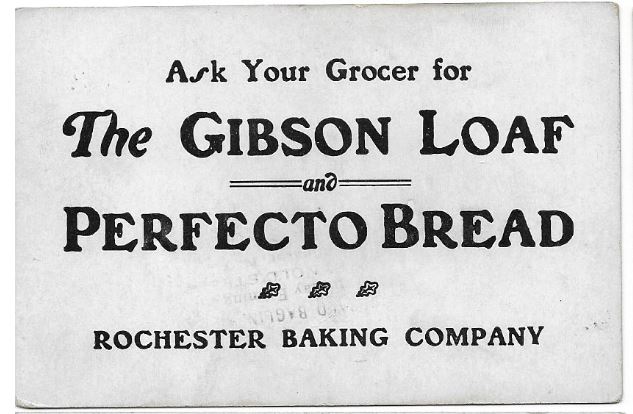 Ask Your Grocer for
The GIBSON LOAF
and
PERFECTO BREAD
ROCHESTER BAKING COMPANY